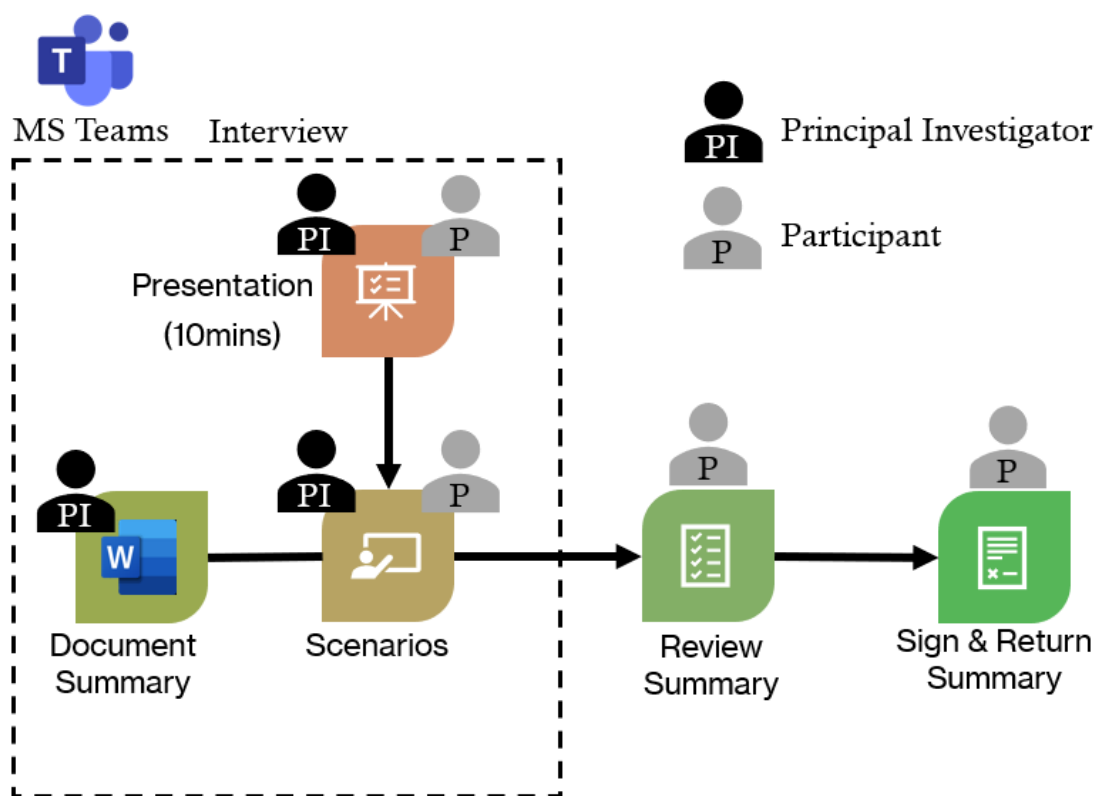 T
MS Teams
Interview
PI
Principal Investigator
P
Participant
PI
P
Presentation
(10mins)
PI
W
Document
Summary
PI
P
Scenarios
P
Review
Summary
P
Sign & Return
Summary